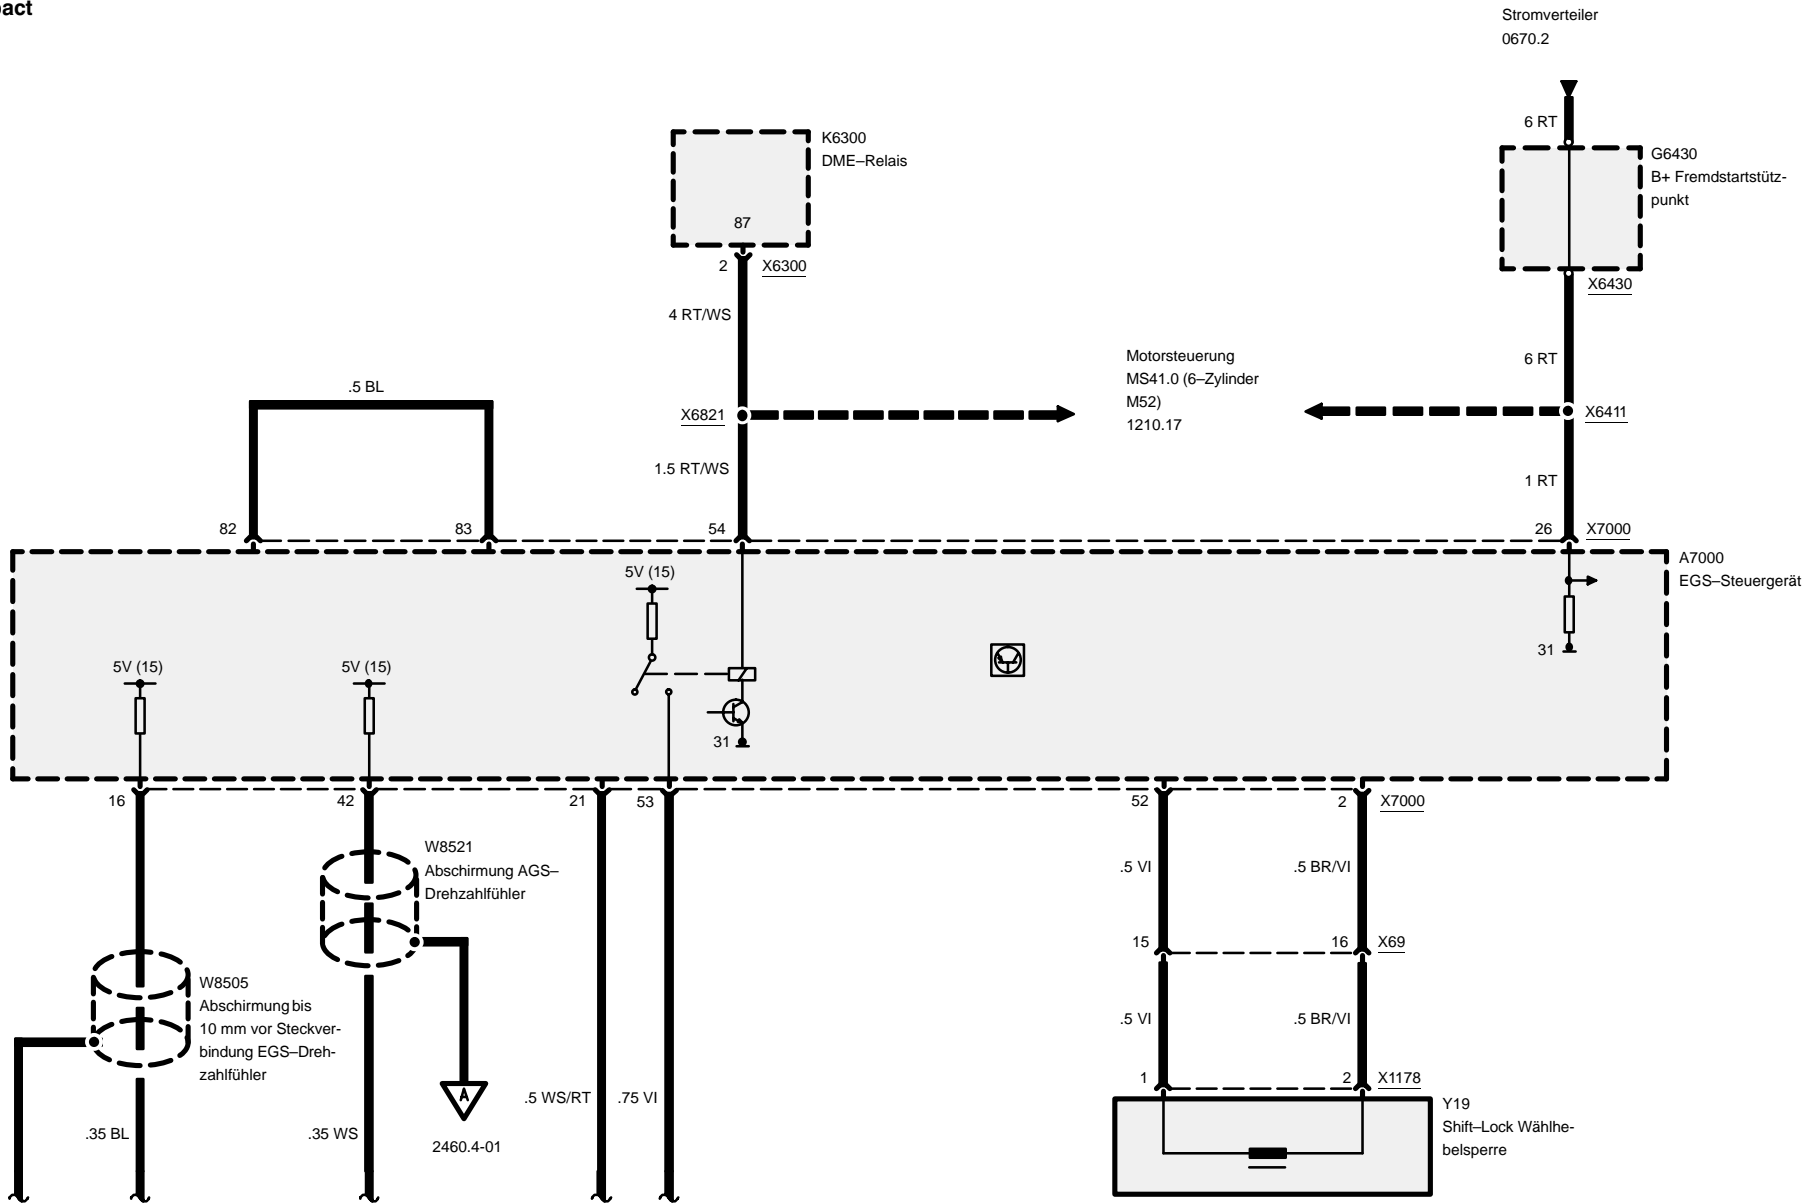 pact
Stromverteiler
0670.2
6 RT
K6300
DME–Relais
87
G6430
B+ Fremdstartstütz-
punkt
2
X6300
X6430
4 RT/WS
Motorsteuerung
MS41.0 (6–Zylinder
M52)
1210.17
6 RT
.5 BL
X6821
X6411
1.5 RT/WS
1 RT
82
83
54
26
X7000
A7000
EGS–Steuergerät
5V (15)
5V (15)
5V (15)
31
31
16
42
21
53
52
2
X7000
W8521
Abschirmung AGS–
Drehzahlfühler
.5 VI
.5 BR/VI
15
16
X69
W8505
Abschirmung bis
10 mm vor Steckver-
bindung EGS–Dreh-
zahlfühler
.5 VI
.5 BR/VI
1
2
X1178
A
2460.4-01
.35 BL
.35 WS
.5 WS/RT
.75 VI
Y19
Shift–Lock Wählhe-
belsperre